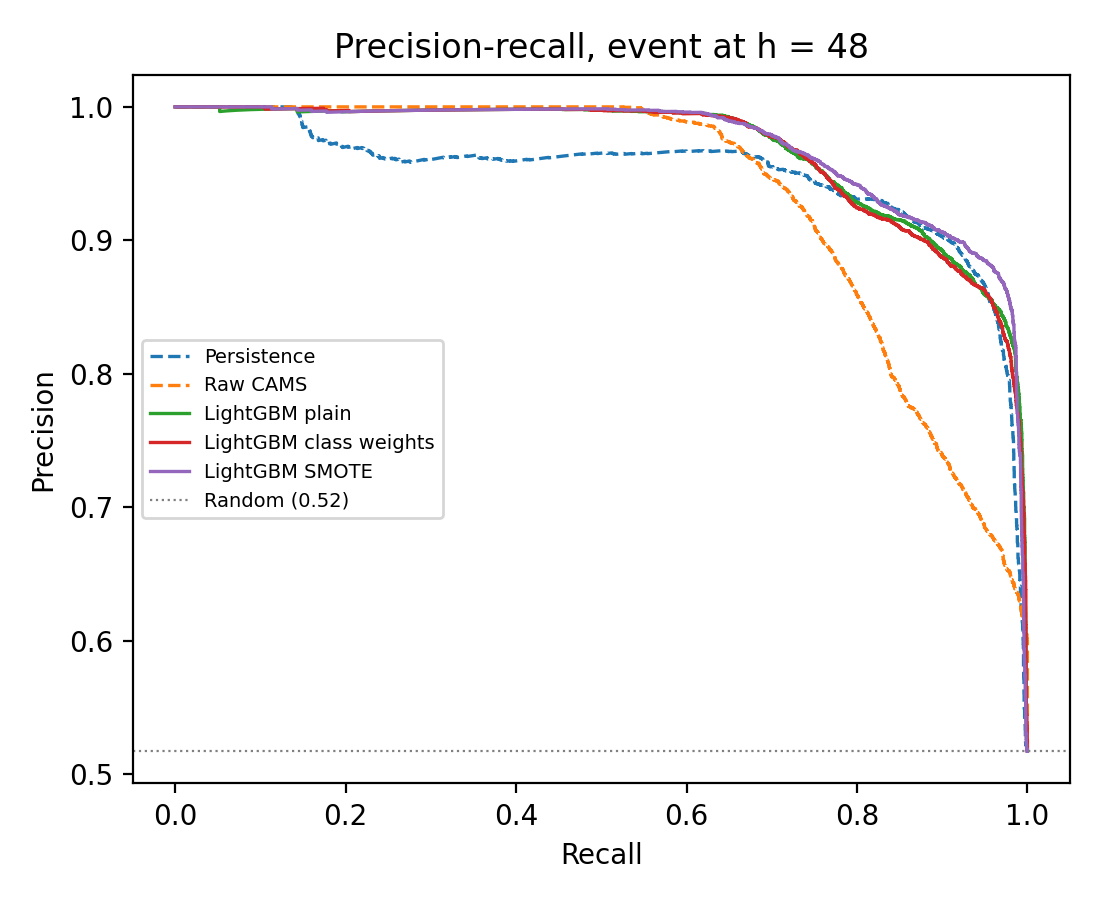 Precision-recall, event at h = 48
1.0
0.9
0.8
0.7
0.6
0.5
Precision
Persistence
Raw CAMS
LightGBM plain
LightGBM class weights
LightGBM SMOTE
Random (0.52)
0.0 0.2 0.4 0.6 0.8 1.0
Recall